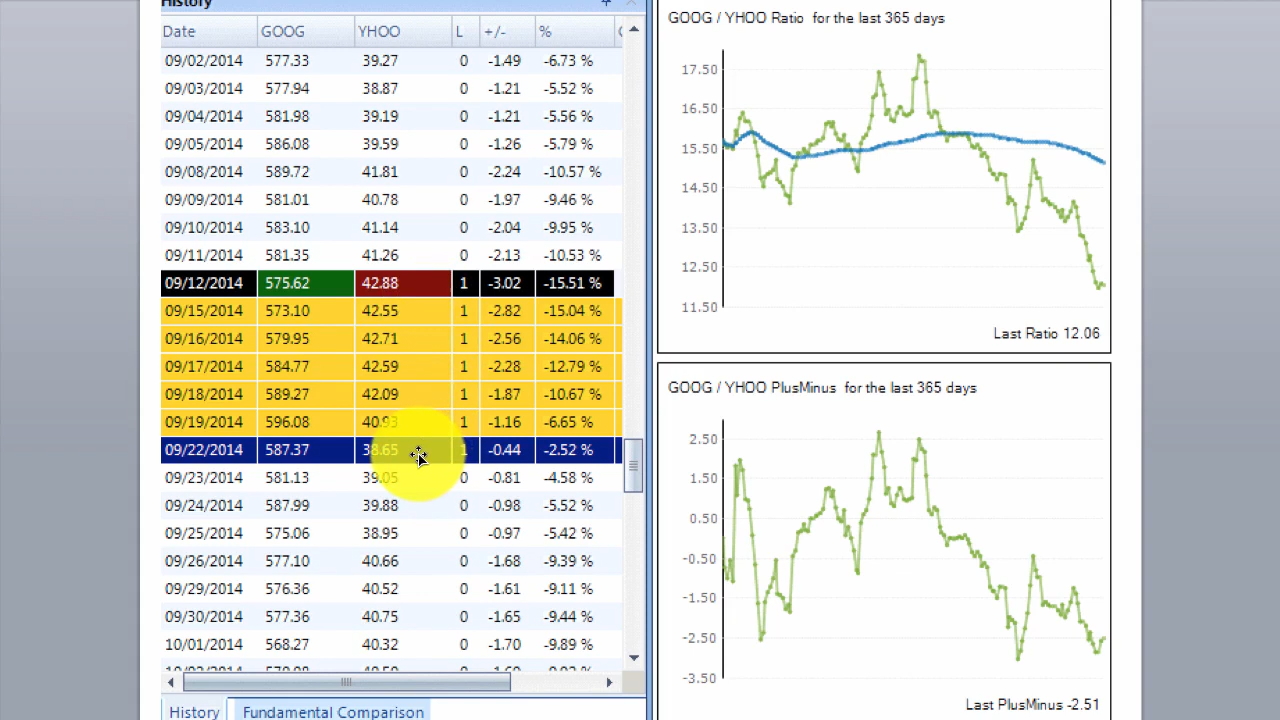 History
Date GOOG YHOO L +/- %
09/02/2014 577.33 39.27 0 -1.49 -6.73 %
09/03/2014 577.94 38.87 0 -1.21 -5.52 %
09/04/2014 581.98 39.19 0 -1.21 -5.56 %
09/05/2014 586.08 39.59 0 -1.26 -5.79 %
09/08/2014 589.72 41.81 0 -2.24 -10.57 %
09/09/2014 581.01 40.78 0 -1.97 -9.46 %
09/10/2014 583.10 41.14 0 -2.04 -9.95 %
09/11/2014 581.35 41.26 0 -2.13 -10.53 %
09/12/2014 575.62 42.88 1 -3.02 -15.51 %
09/15/2014 573.10 42.55 1 -2.82 -15.04 %
09/16/2014 579.95 42.71 1 -2.56 -14.06 %
09/17/2014 584.77 42.59 1 -2.28 -12.79 %
09/18/2014 589.27 42.09 1 -1.87 -10.67 %
09/19/2014 596.08 40.93 1 -1.16 -6.65 %
09/22/2014 587.37 38.65 1 -0.44 -2.52 %
09/23/2014 581.13 39.05 0 -0.81 -4.58 %
09/24/2014 587.99 39.88 0 -0.98 -5.52 %
09/25/2014 575.06 38.95 0 -0.97 -5.42 %
09/26/2014 577.10 40.66 0 -1.68 -9.39 %
09/29/2014 576.36 40.52 0 -1.61 -9.11 %
09/30/2014 577.36 40.75 0 -1.65 -9.44 %
10/01/2014 568.27 40.32 0 -1.70 -9.89 %
History Fundamental Comparison
GOOG / YHOO Ratio for the last 365 days
17.50
16.50
15.50
14.50
13.50
12.50
11.50
Last Ratio 12.06
GOOG / YHOO PlusMinus for the last 365 days
2.50
1.50
0.50
-0.50
-1.50
-2.50
-3.50
Last PlusMinus -2.51